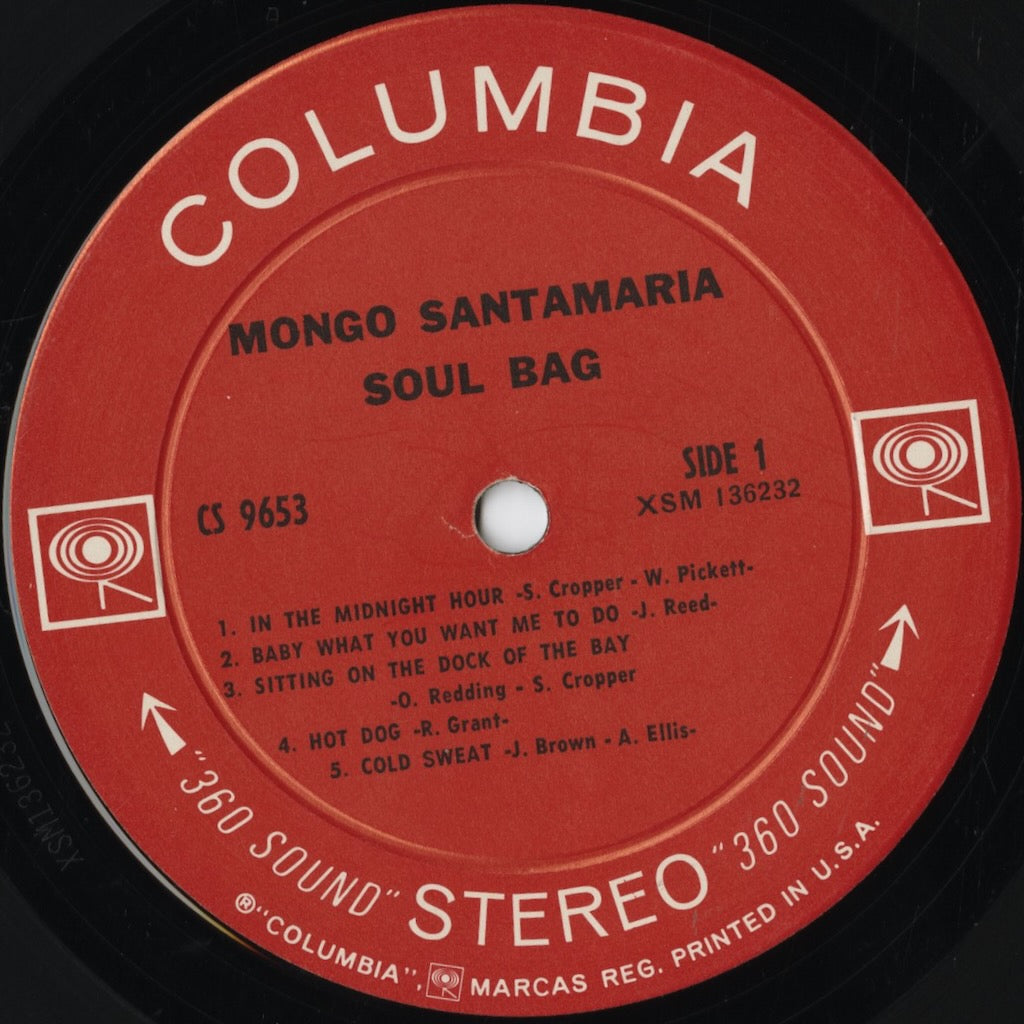 COLUMBIA
MONGO SANTAMARIA
SOUL BAG
SIDE 1
CS 9653
XSM 136232
1. IN THE MIDNIGHT HOUR -S. Cropper - W. Pickett-
2. BABY WHAT YOU WANT ME TO DO -J. Reed-
3. SITTING ON THE DOCK OF THE BAY
-O. Redding - S. Cropper
4. HOT DOG -R. Grant-
5. COLD SWEAT -J. Brown - A. Ellis-
"360 SOUND" STEREO "360 SOUND"
®"COLUMBIA", MARCAS REG. PRINTED IN U.S.A.
XSM136232